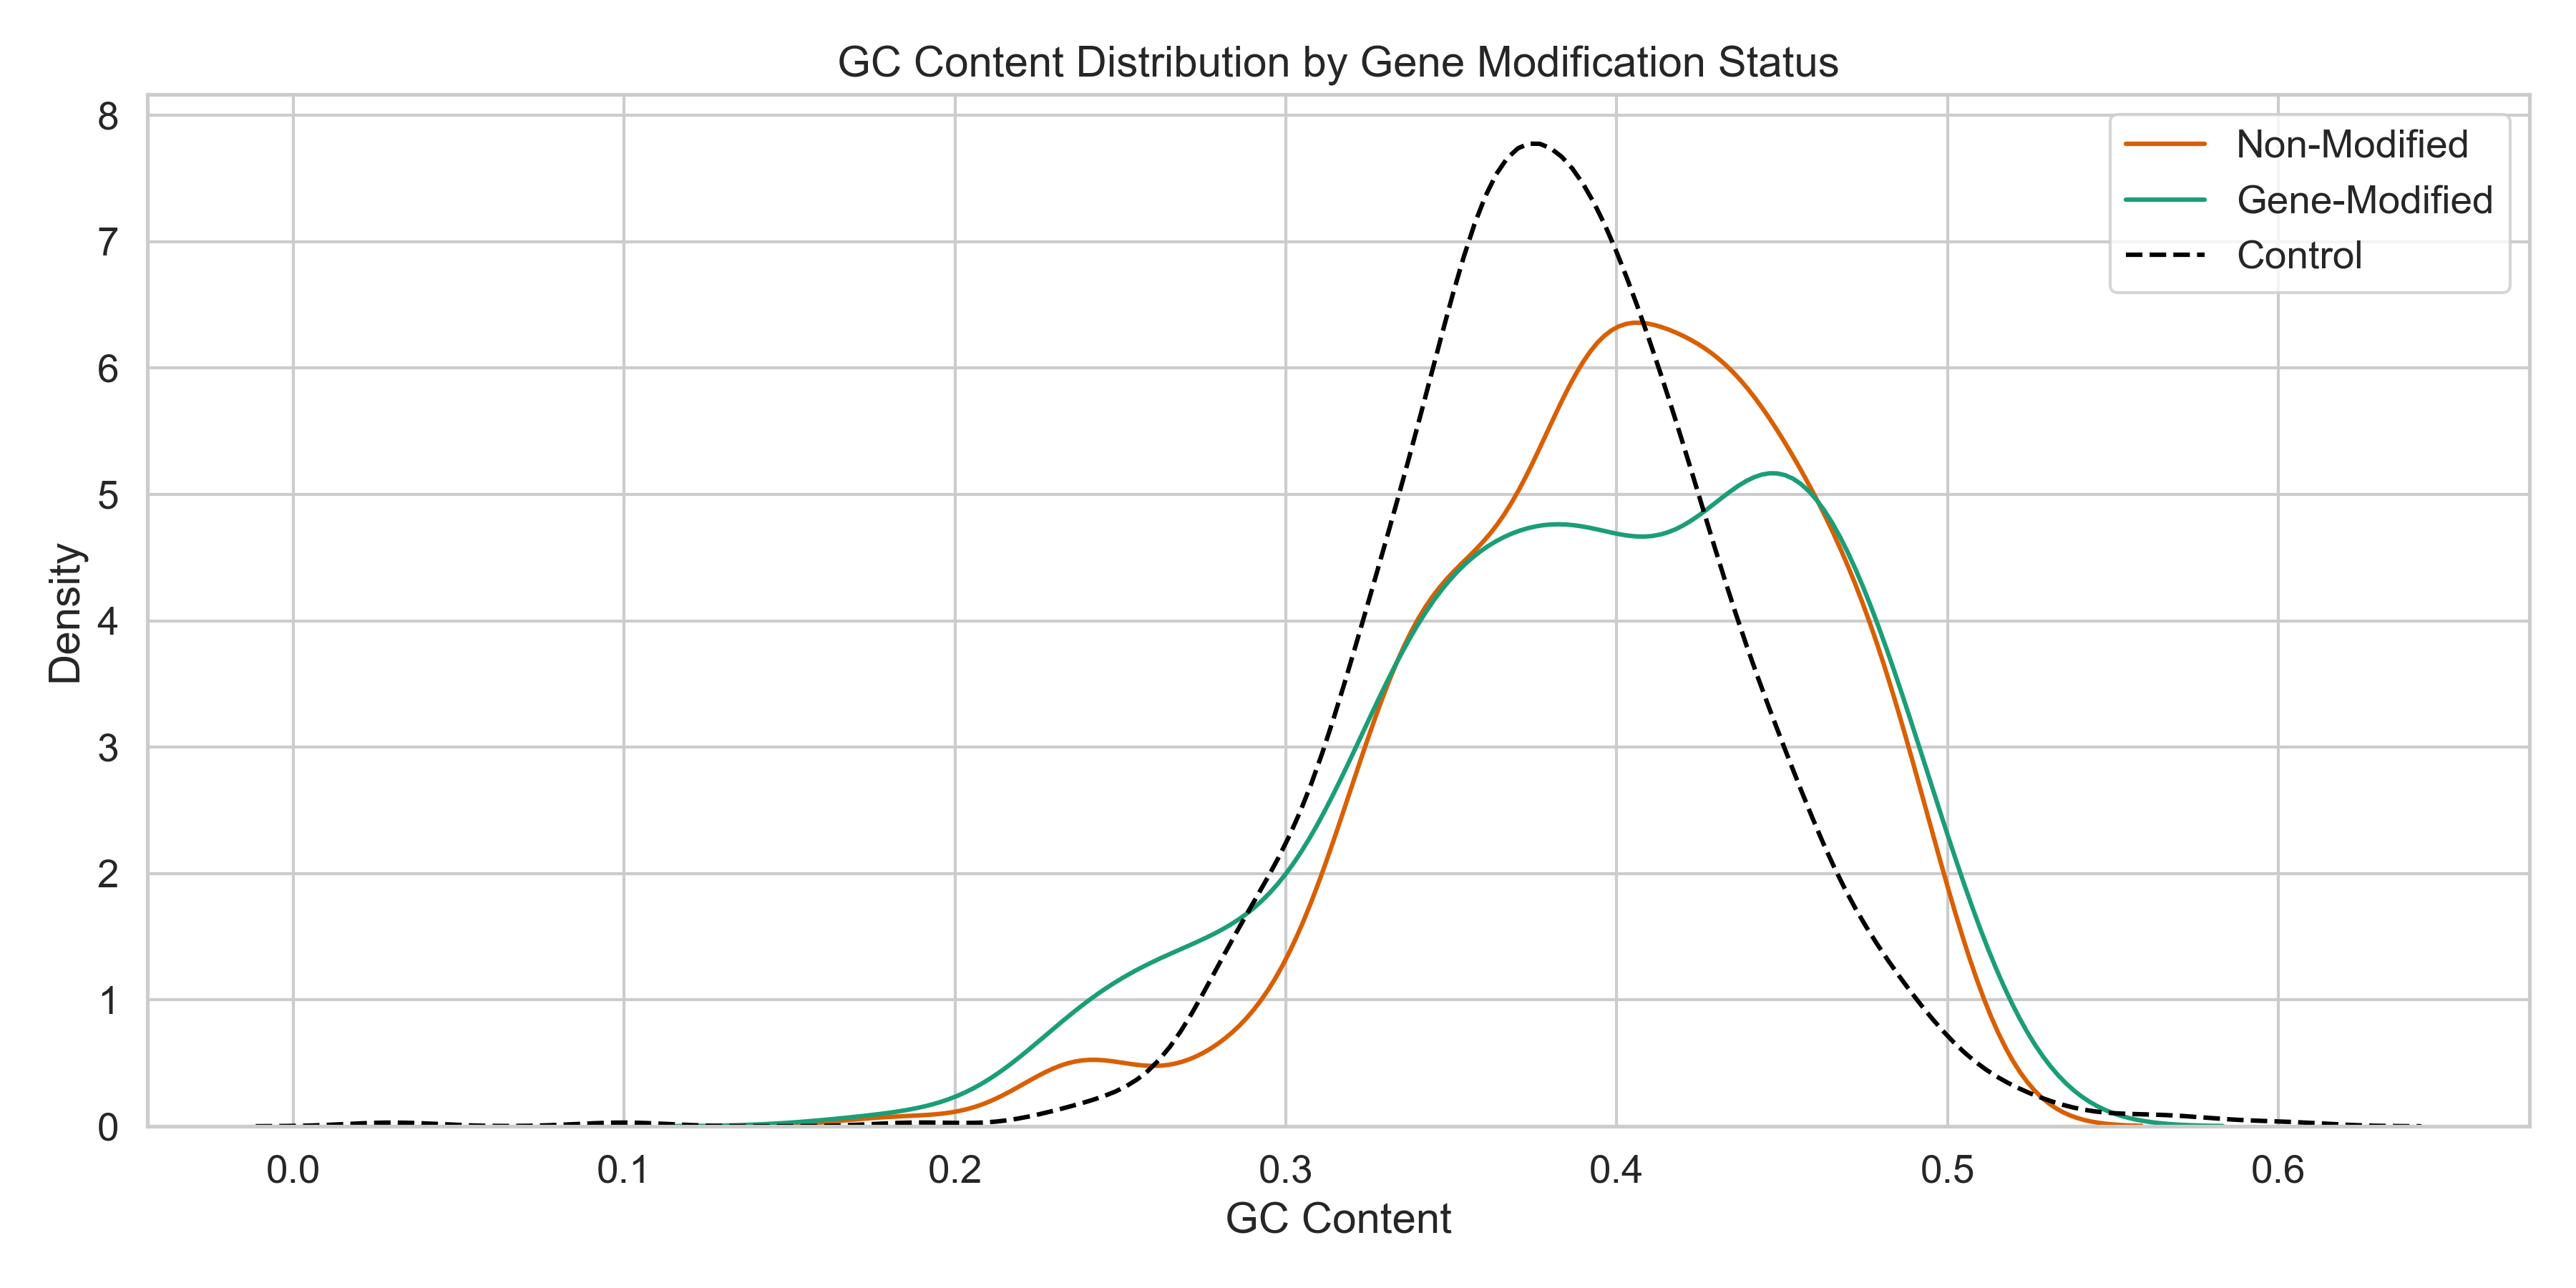 GC Content Distribution by Gene Modification Status
Non-Modified
Gene-Modified
Control
Density
8
7
6
5
4
3
2
1
0
0.0 0.1 0.2 0.3 0.4 0.5 0.6
GC Content